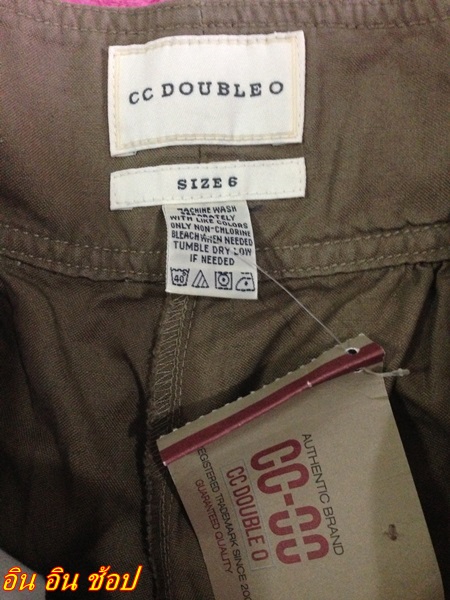 CC DOUBLE O
SIZE 6
MACHINE WASH
WITH LIKE COLORS
ONLY NON-CHLORINE
BLEACH WHEN NEEDED
TUMBLE DRY LOW
IF NEEDED
40
AUTHENTIC BRAND
CC-OO
CC DOUBLE O
REGISTERED TRADEMARK SINCE
GUARANTEED QUALITY
อิน อิน ช้อป